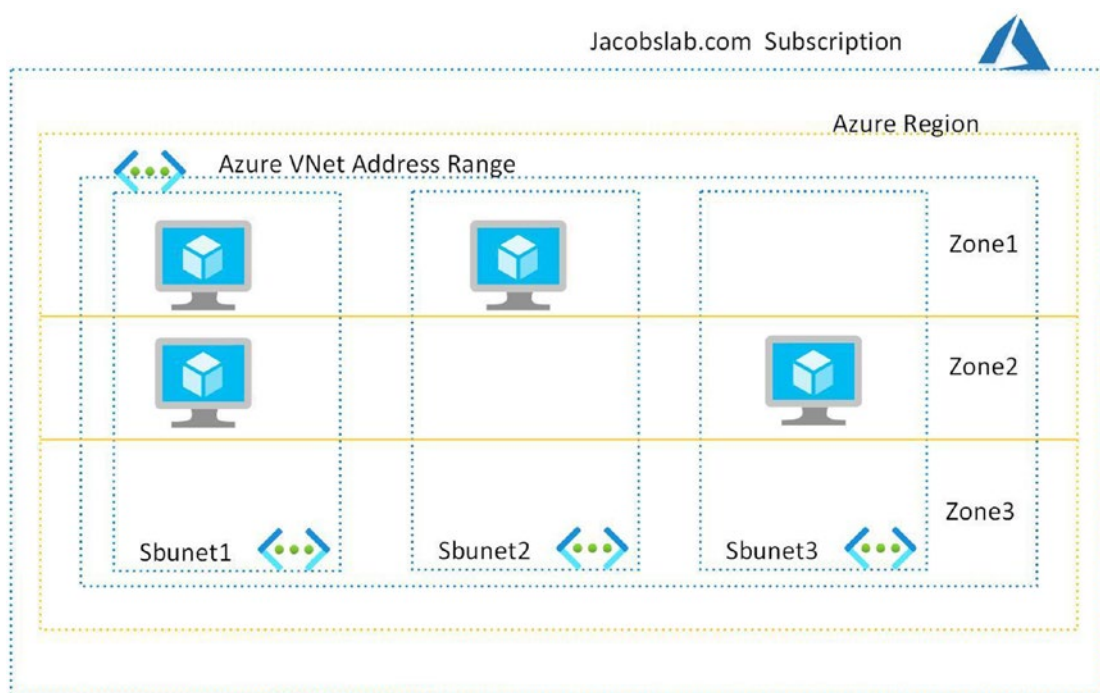 Jacobslab.com Subscription
Azure Region
Azure VNet Address Range
Zone1
Zone2
Zone3
Sbunet1
Sbunet2
Sbunet3